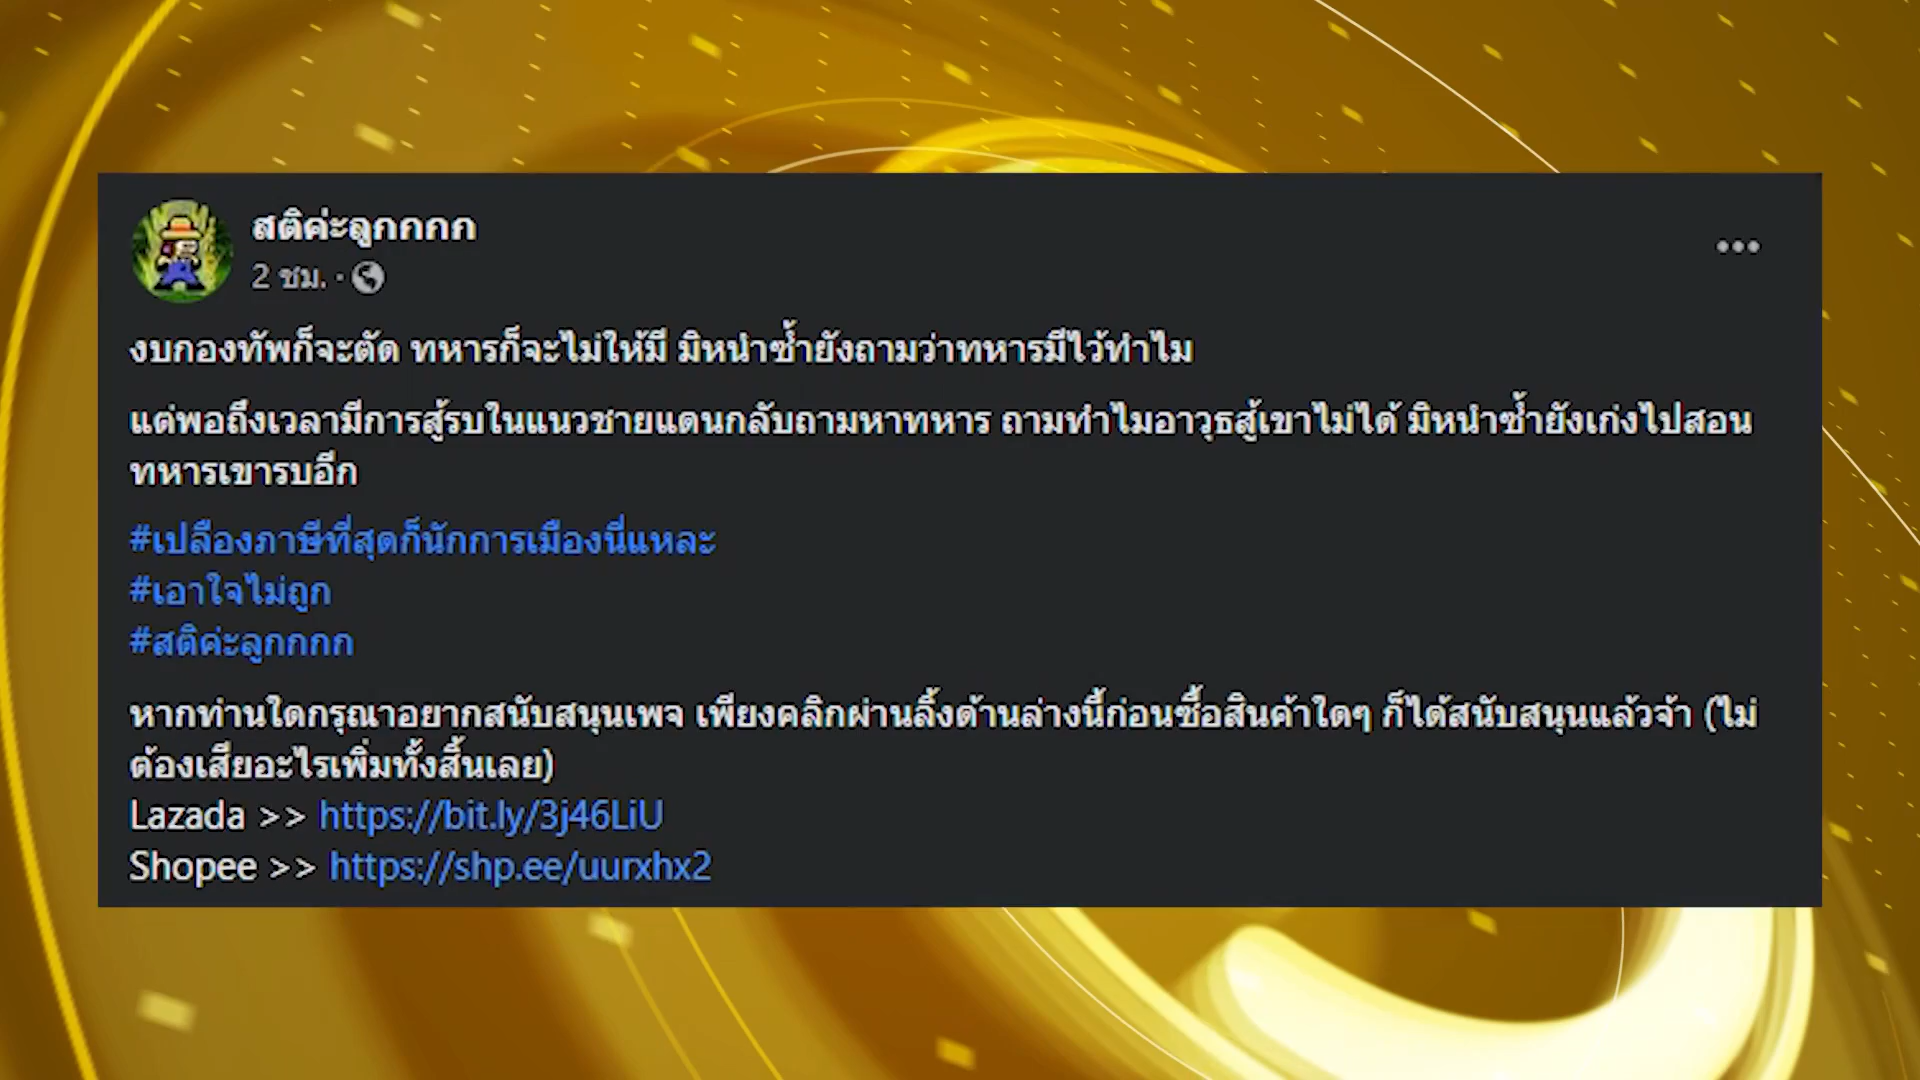 สติค่ะลูกกกก
2 ชม. ·
งบกองทัพก็จะตัด ทหารก็จะไม่ให้มี มิหนำซ้ำยังถามว่าทหารมีไว้ทำไม
แต่พอถึงเวลามีการสู้รบในแนวชายแดนกลับถามหาทหาร ถามทำไมอาวุธสู้เขาไม่ได้ มิหนำซ้ำยังเก่งไปสอน
ทหารเขารบอีก
#เปลืองภาษีที่สุดก็นักการเมืองนี่แหละ
#เอาใจไม่ถูก
#สติค่ะลูกกกก
หากท่านใดกรุณาอยากสนับสนุนเพจ เพียงคลิกผ่านลิ้งด้านล่างนี้ก่อนซื้อสินค้าใดๆ ก็ได้สนับสนุนแล้วจ้า (ไม่
ต้องเสียอะไรเพิ่มทั้งสิ้นเลย)
Lazada >> https://bit.ly/3j46LiU
Shopee >> https://shp.ee/uurxhx2